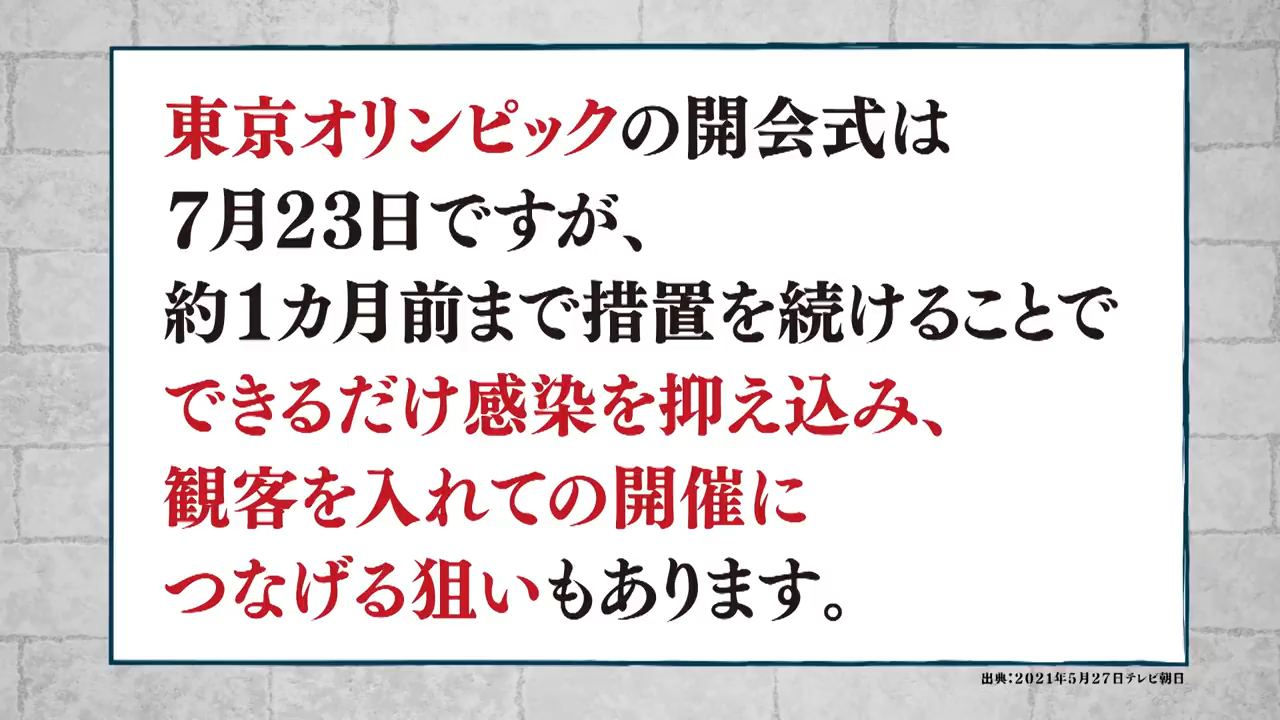 東京オリンピックの開会式は
7月23日ですが、
約1カ月前まで措置を続けることで
できるだけ感染を抑え込み、
観客を入れての開催に
つなげる狙いもあります。
出典:2021年5月27日テレビ朝日